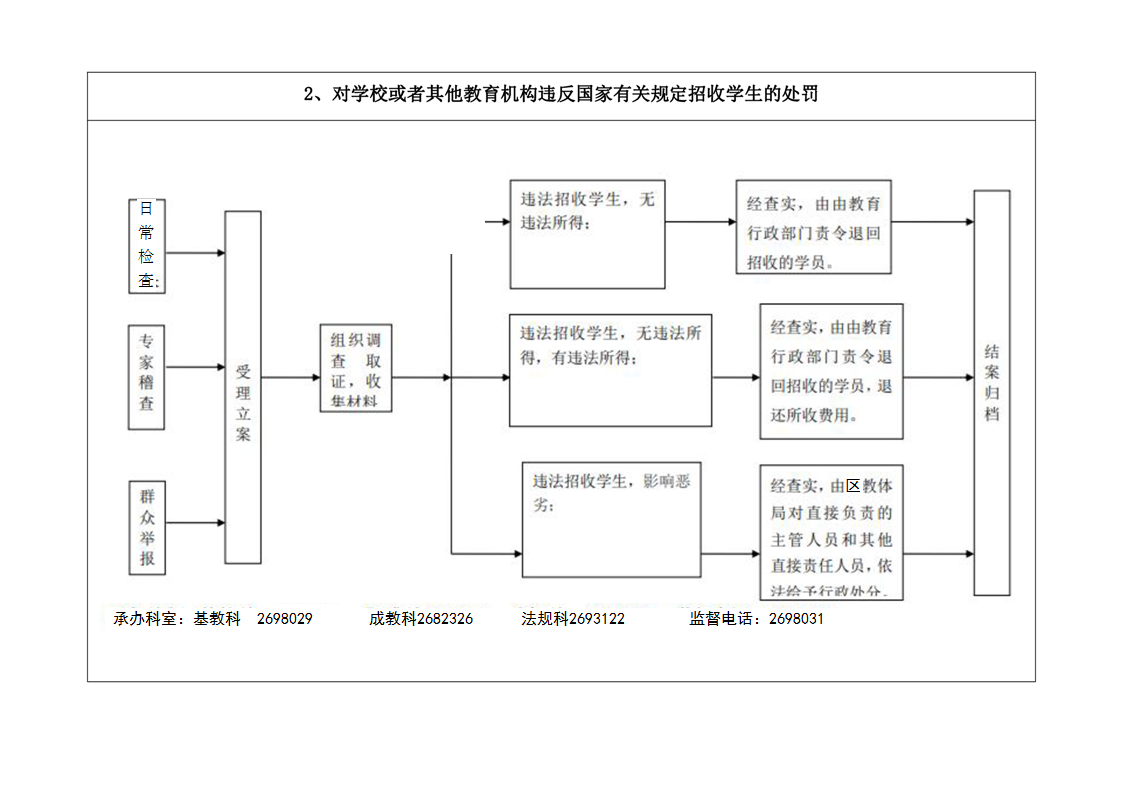 2、对学校或者其他教育机构违反国家有关规定招收学生的处罚
日
常
检
查;
专
家
稽
查
群
众
举
报
受
理
立
案
组织调
查 取
证，收
集材料
违法招收学生，无
违法所得;
经查实，由由教育
行政部门责令退回
招收的学员。
违法招收学生，无违法所
得，有违法所得;
经查实，由由教育
行政部门责令退
回招收的学员，退
还所收费用。
违法招收学生，影响恶
劣;
经查实，由区教体
局对直接负责的
主管人员和其他
直接责任人员，依
法给予行政处分。
结
案
归
档
承办科室：基教科 2698029 成教科2682326 法规科2693122 监督电话：2698031